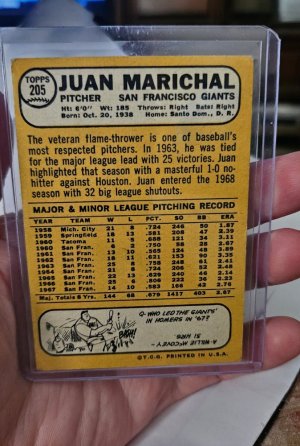 TOPPS
205
JUAN MARICHAL
PITCHER SAN FRANCISCO GIANTS
Ht: 6'0" Wt: 185 Throws: Right Bats: Right
Born: Oct. 20, 1938 Home: Santo Dom., D. R.
The veteran flame-thrower is one of baseball's
most respected pitchers. In 1963, he was tied
for the major league lead with 25 victories. Juan
highlighted that season with a masterful 1-0 no-
hitter against Houston. Juan entered the 1968
season with 32 big league shutouts.
MAJOR & MINOR LEAGUE PITCHING RECORD
YEAR TEAM W L PCT. SO BB ERA
1958 Mich. City 21 8 .724 246 50 1.87
1959 Springfield 18 13 .581 208 47 2.39
1960 Tacoma 11 5 .688 121 34
1960 San Fran. 6 2 .750 58 28 2.67
1961 San Fran. 13 10 .565 124 48 3.89
1962 San Fran. 18 11 .621 153 90 3.35
1963 San Fran. 25 8 .758 248 61 2.41
1964 San Fran. 21 8 .724 206 52 2.48
1965 San Fran. 22 13 .629 240 46 2.14
1966 San Fran. 25 6 .222 36 2.23
1967 San Fran. 14 10 .583 166 42 2.76
Maj. Totals 8 Yrs. 144 68 .679 1417 403 2.67
Q- WHO LED THE GIANTS'
IN HOMERS IN '67?
A- WILLIE McCOVEY
HIT 31
BASH!
©T.C.G. PRINTED IN U.S.A.